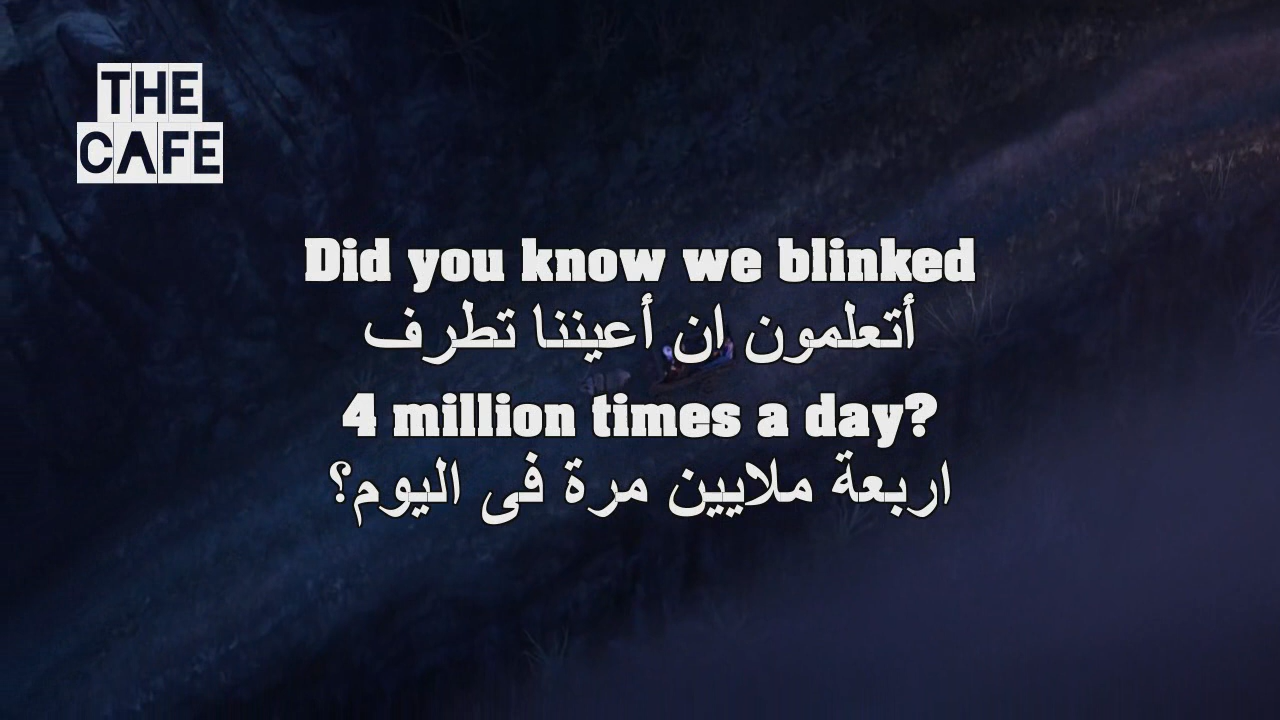 THE
CAFE
Did you know we blinked
أتعلمون ان أعيننا تطرف
4 million times a day?
اربعة ملايين مرة فى اليوم؟